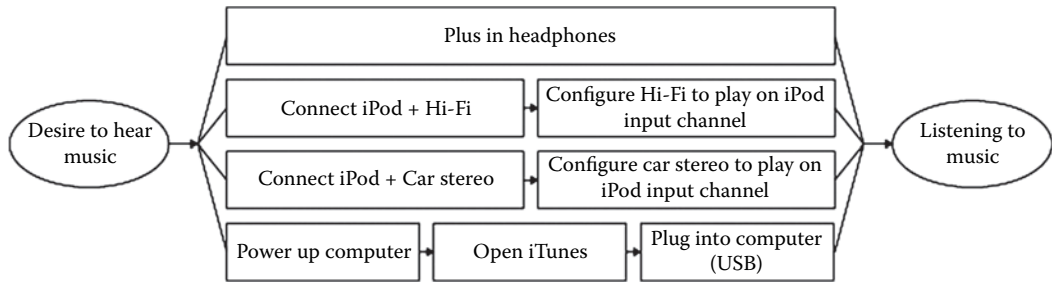 Plus in headphones
Desire to hear
music
Connect iPod + Hi-Fi
Configure Hi-Fi to play on iPod
input channel
Connect iPod + Car stereo
Configure car stereo to play on
iPod input channel
Power up computer
Open iTunes
Plug into computer
(USB)
Listening to
music